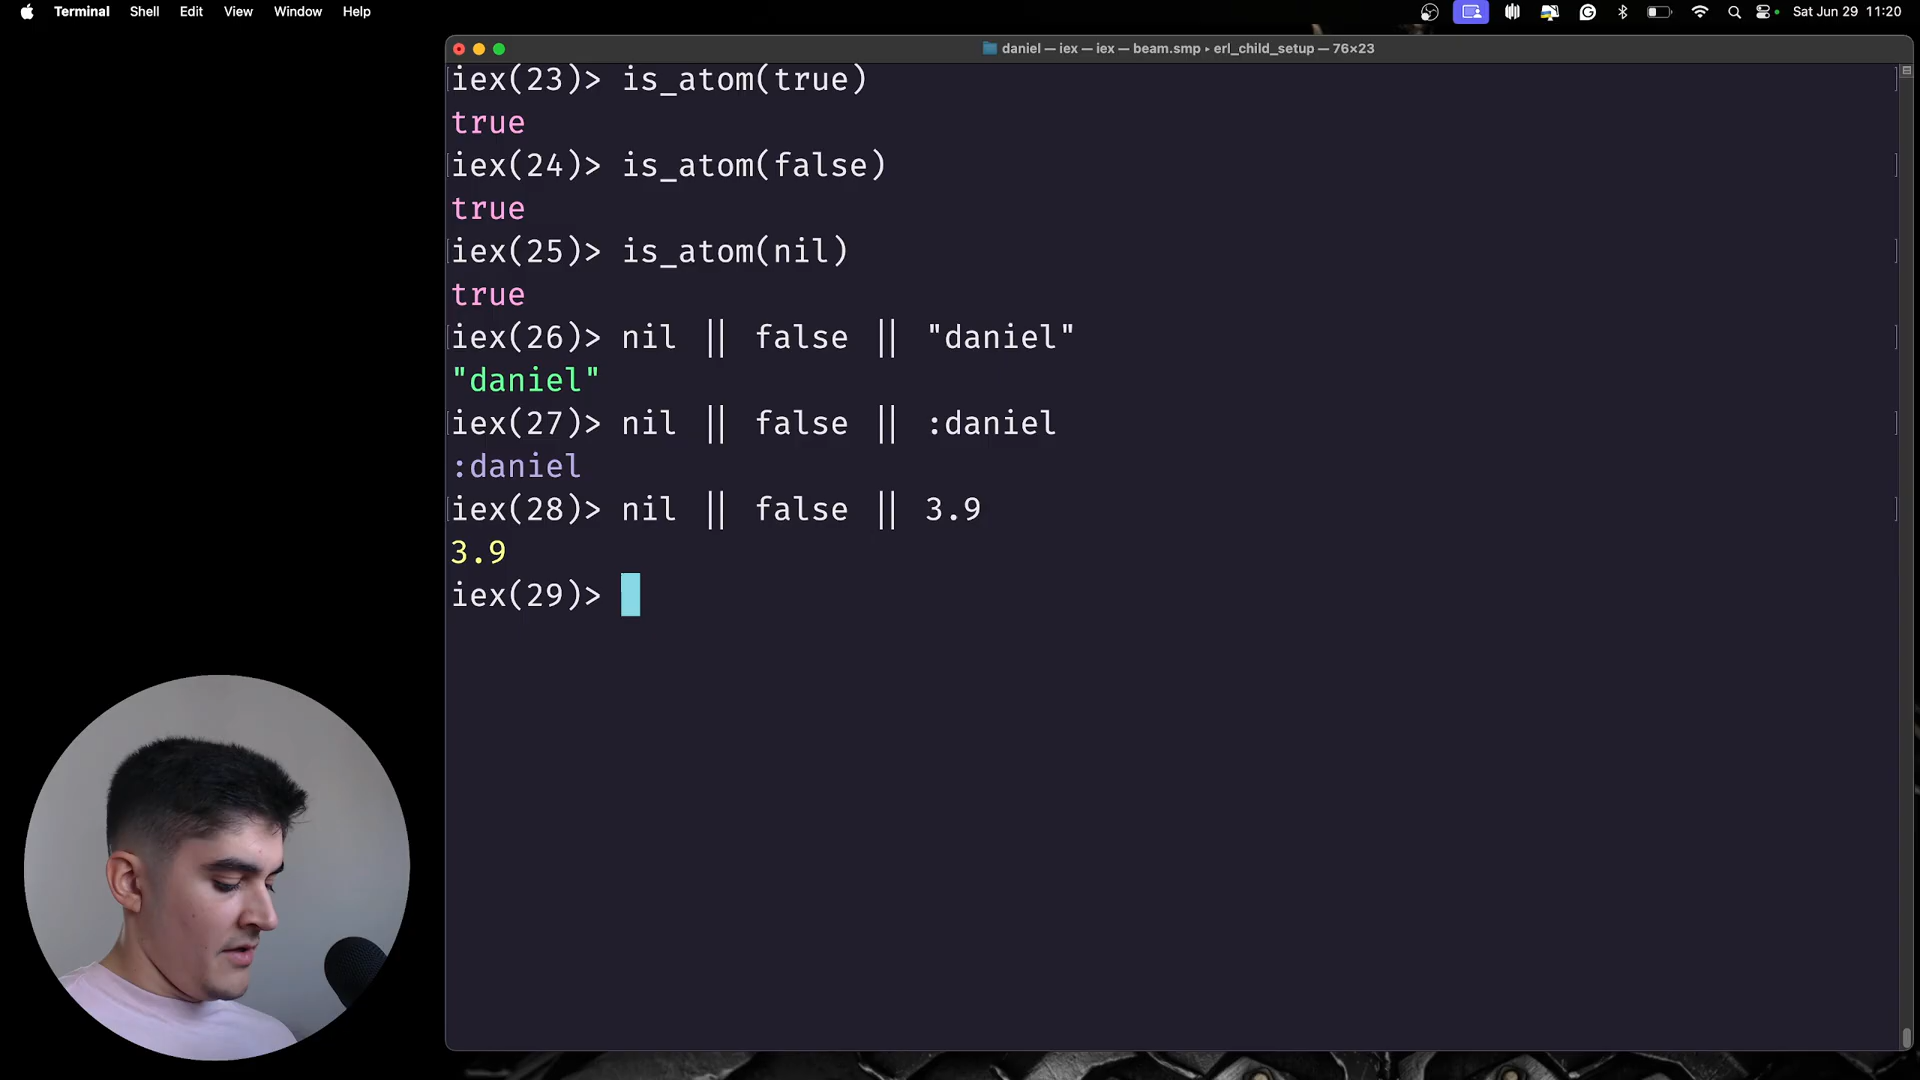 Terminal Shell Edit View Window Help
Sat Jun 29 11:20
daniel — iex — iex — beam.smp ▸ erl_child_setup — 76×23
iex(23)> is_atom(true)
true
iex(24)> is_atom(false)
true
iex(25)> is_atom(nil)
true
iex(26)> nil || false || "daniel"
"daniel"
iex(27)> nil || false || :daniel
:daniel
iex(28)> nil || false || 3.9
3.9
iex(29)>